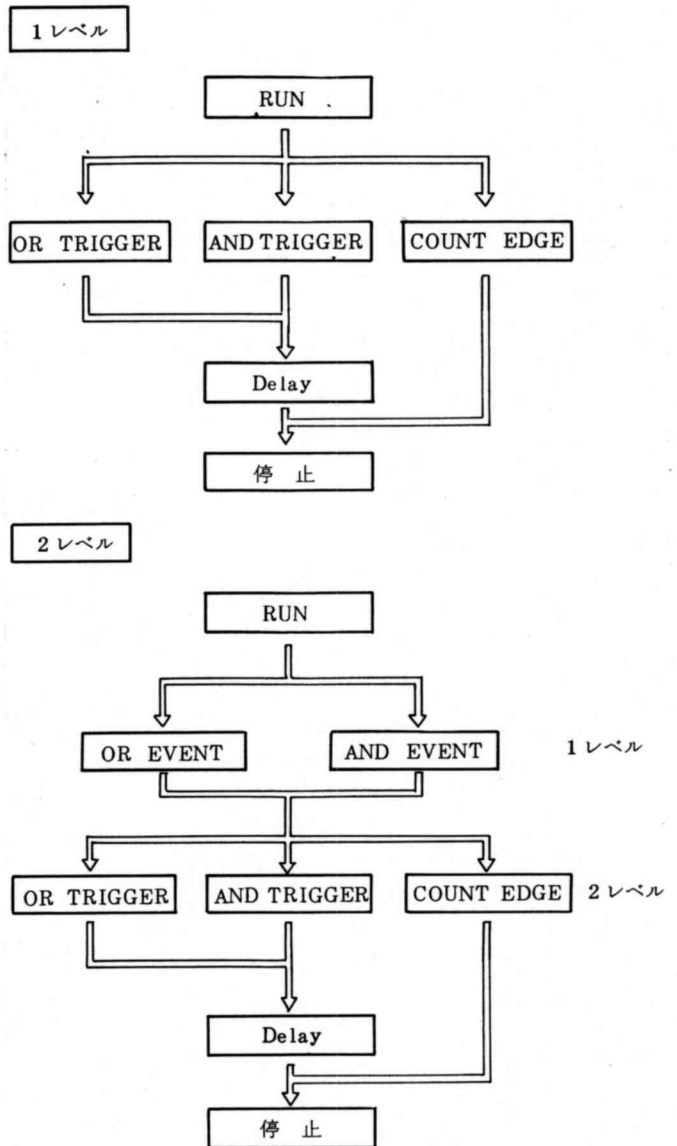 1レベル
RUN
OR TRIGGER
AND TRIGGER
COUNT EDGE
Delay
停止
2レベル
RUN
OR EVENT
AND EVENT
1レベル
OR TRIGGER
AND TRIGGER
COUNT EDGE
2レベル
Delay
停止